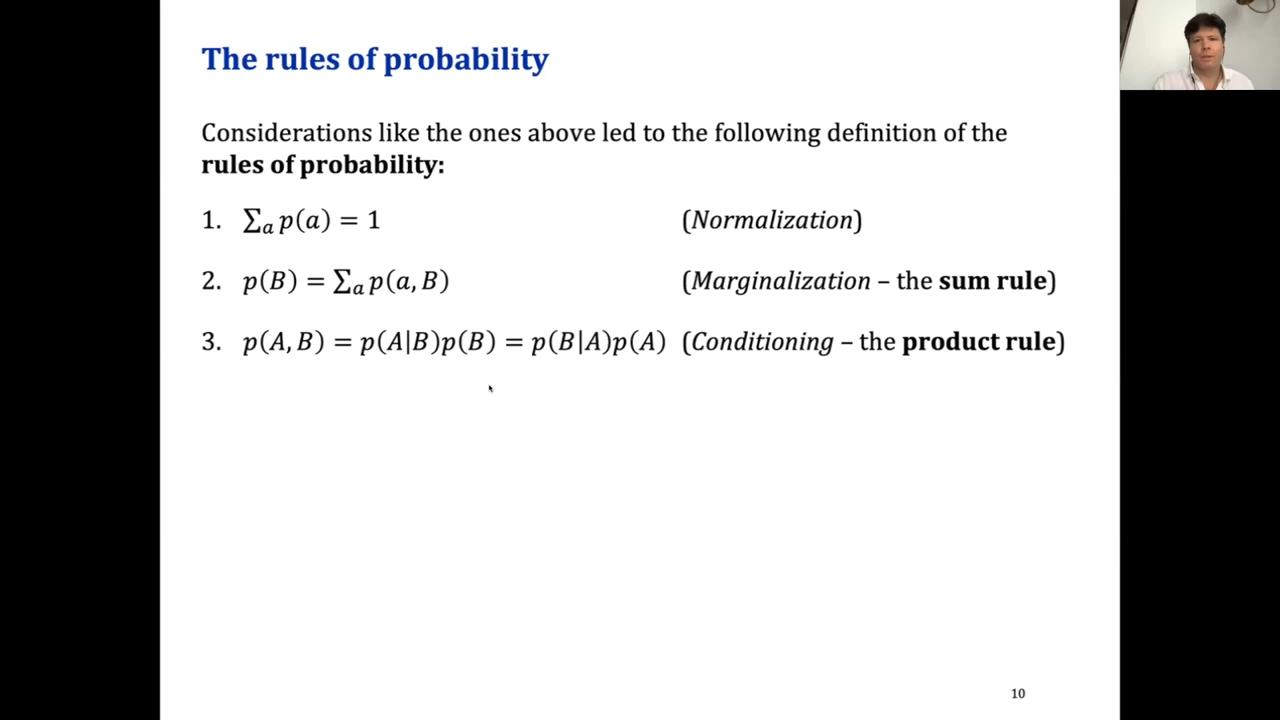 The rules of probability
Considerations like the ones above led to the following definition of the
rules of probability:
1. ∑ₐ p(a) = 1 (Normalization)
2. p(B) = ∑ₐ p(a, B) (Marginalization – the sum rule)
3. p(A, B) = p(A|B)p(B) = p(B|A)p(A) (Conditioning – the product rule)
10